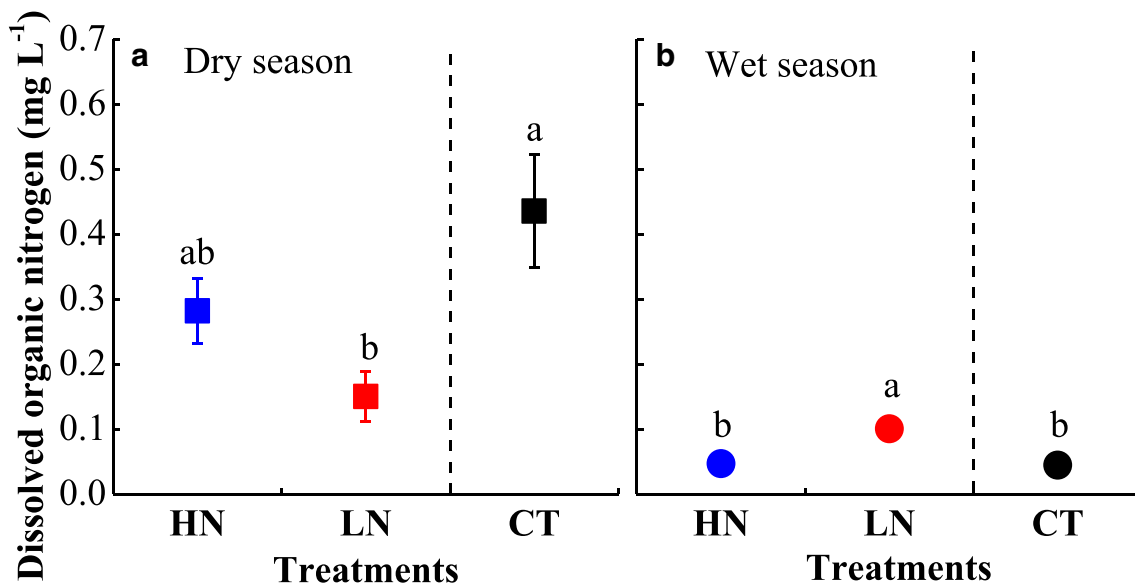 Dissolved organic nitrogen (mg L⁻¹)
0.7
0.6
0.5
0.4
0.3
0.2
0.1
0.0
a Dry season
ab
b
a
HN LN CT
Treatments
b Wet season
b
a
b
HN LN CT
Treatments